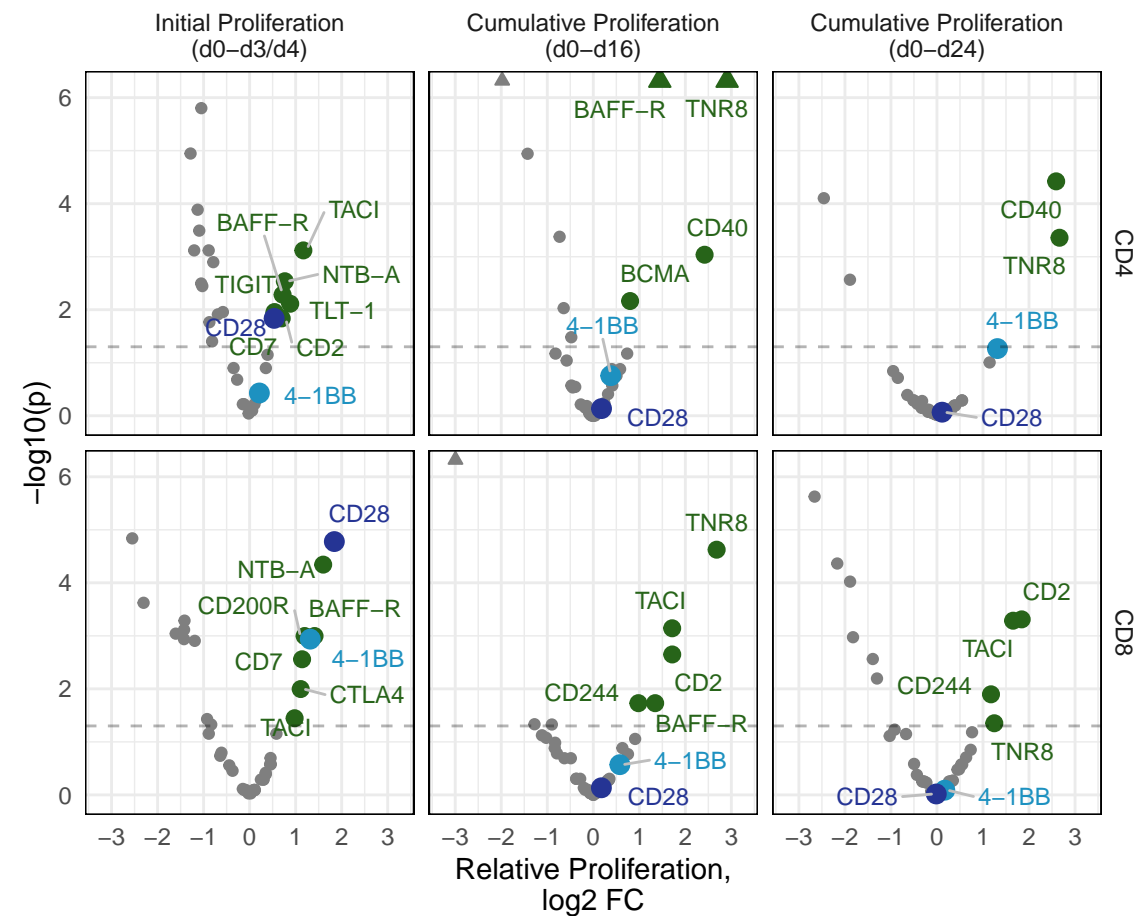 Initial Proliferation
(d0−d3/d4)
Cumulative Proliferation
(d0−d16)
Cumulative Proliferation
(d0−d24)
−log10(p)
6
4
2
0
BAFF−R
TACI
TIGIT
NTB−A
TLT−1
CD28
CD7
CD2
4−1BB
BAFF−R
TNR8
CD40
BCMA
4−1BB
CD28
CD40
TNR8
4−1BB
CD28
CD4
6
4
2
0
CD28
NTB−A
CD200R
BAFF−R
CD7
4−1BB
CTLA4
TACI
TNR8
TACI
CD2
CD244
BAFF−R
4−1BB
CD28
CD2
TACI
CD244
TNR8
CD28
4−1BB
CD8
−3 −2 −1 0 1 2 3
−3 −2 −1 0 1 2 3
−3 −2 −1 0 1 2 3
Relative Proliferation,
log2 FC